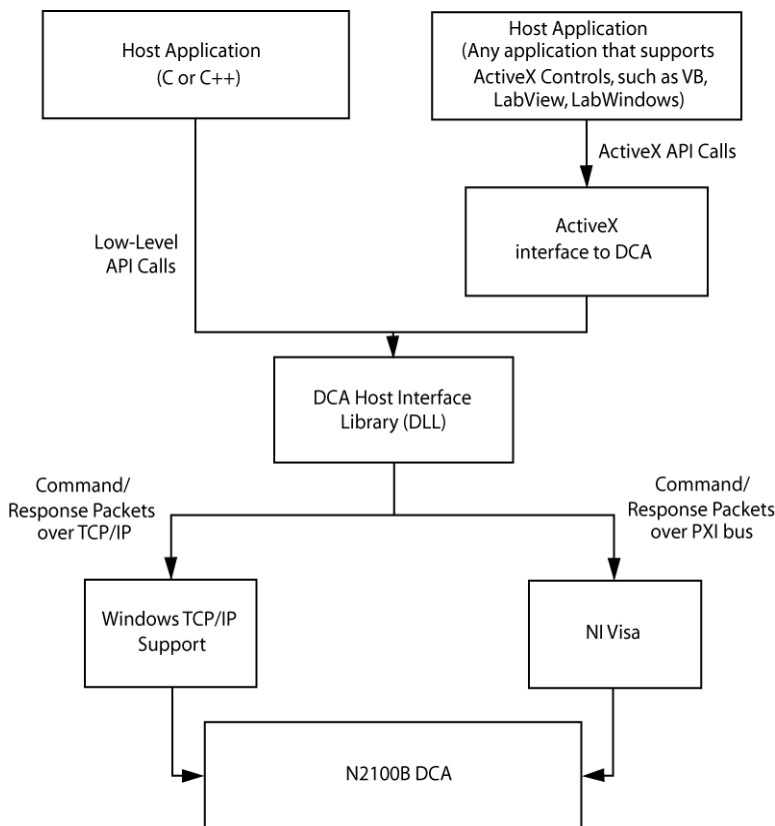 Host Application
(C or C++)
Host Application
(Any application that supports
ActiveX Controls, such as VB,
LabView, LabWindows)
ActiveX API Calls
Low-Level
API Calls
ActiveX
interface to DCA
DCA Host Interface
Library (DLL)
Command/
Response Packets
over TCP/IP
Command/
Response Packets
over PXI bus
Windows TCP/IP
Support
NI Visa
N2100B DCA